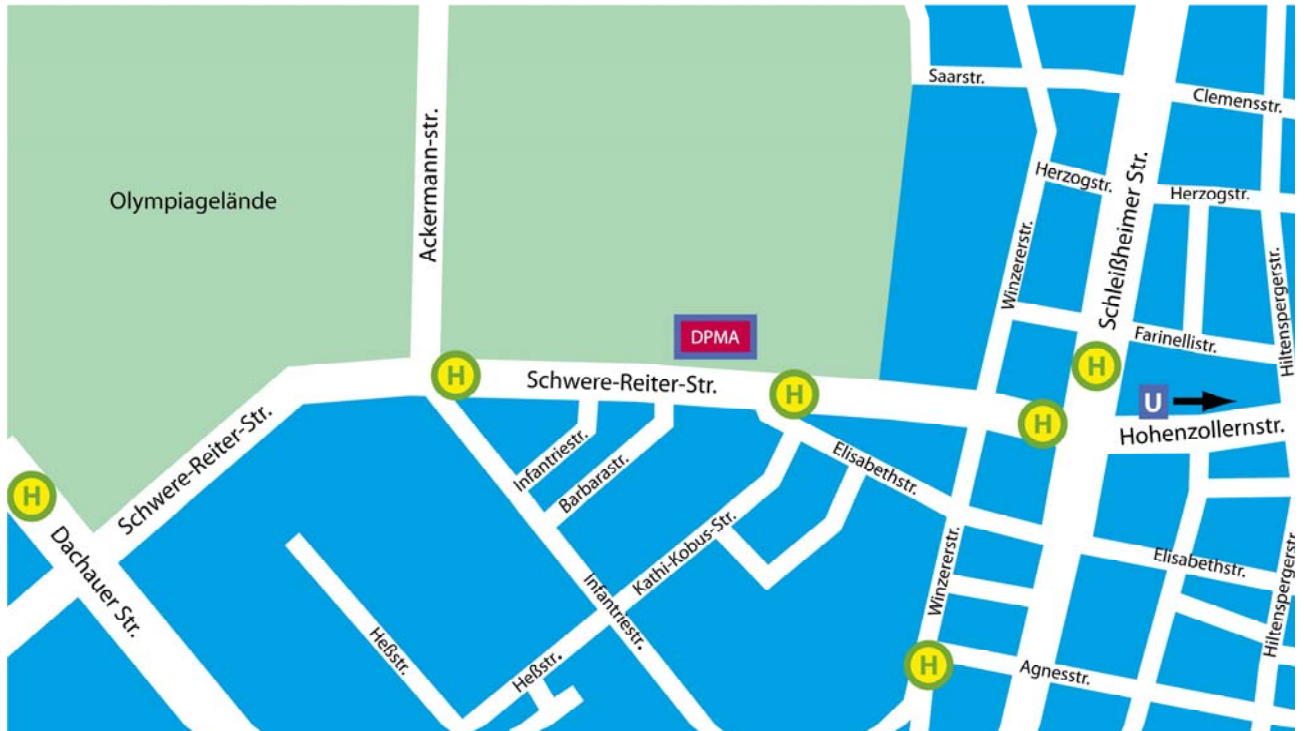 Saarstr.
Clemensstr.
Ackermann-str.
Olympiagelände
Herzogstr.
Herzogstr.
Winzererstr.
Schleißheimer Str.
Hiltenspergerstr.
DPMA
Farinellistr.
H
H
Schwere-Reiter-Str.
H
H
U
Hohenzollernstr.
Schwere-Reiter-Str.
Infantriestr.
Barbarastr.
Elisabethstr.
H
Dachauer Str.
Kathi-Kobus-Str.
Winzererstr.
Elisabethstr.
Hiltenspergerstr.
Infantriestr.
Heßstr.
Heßstr.
H
Agnesstr.